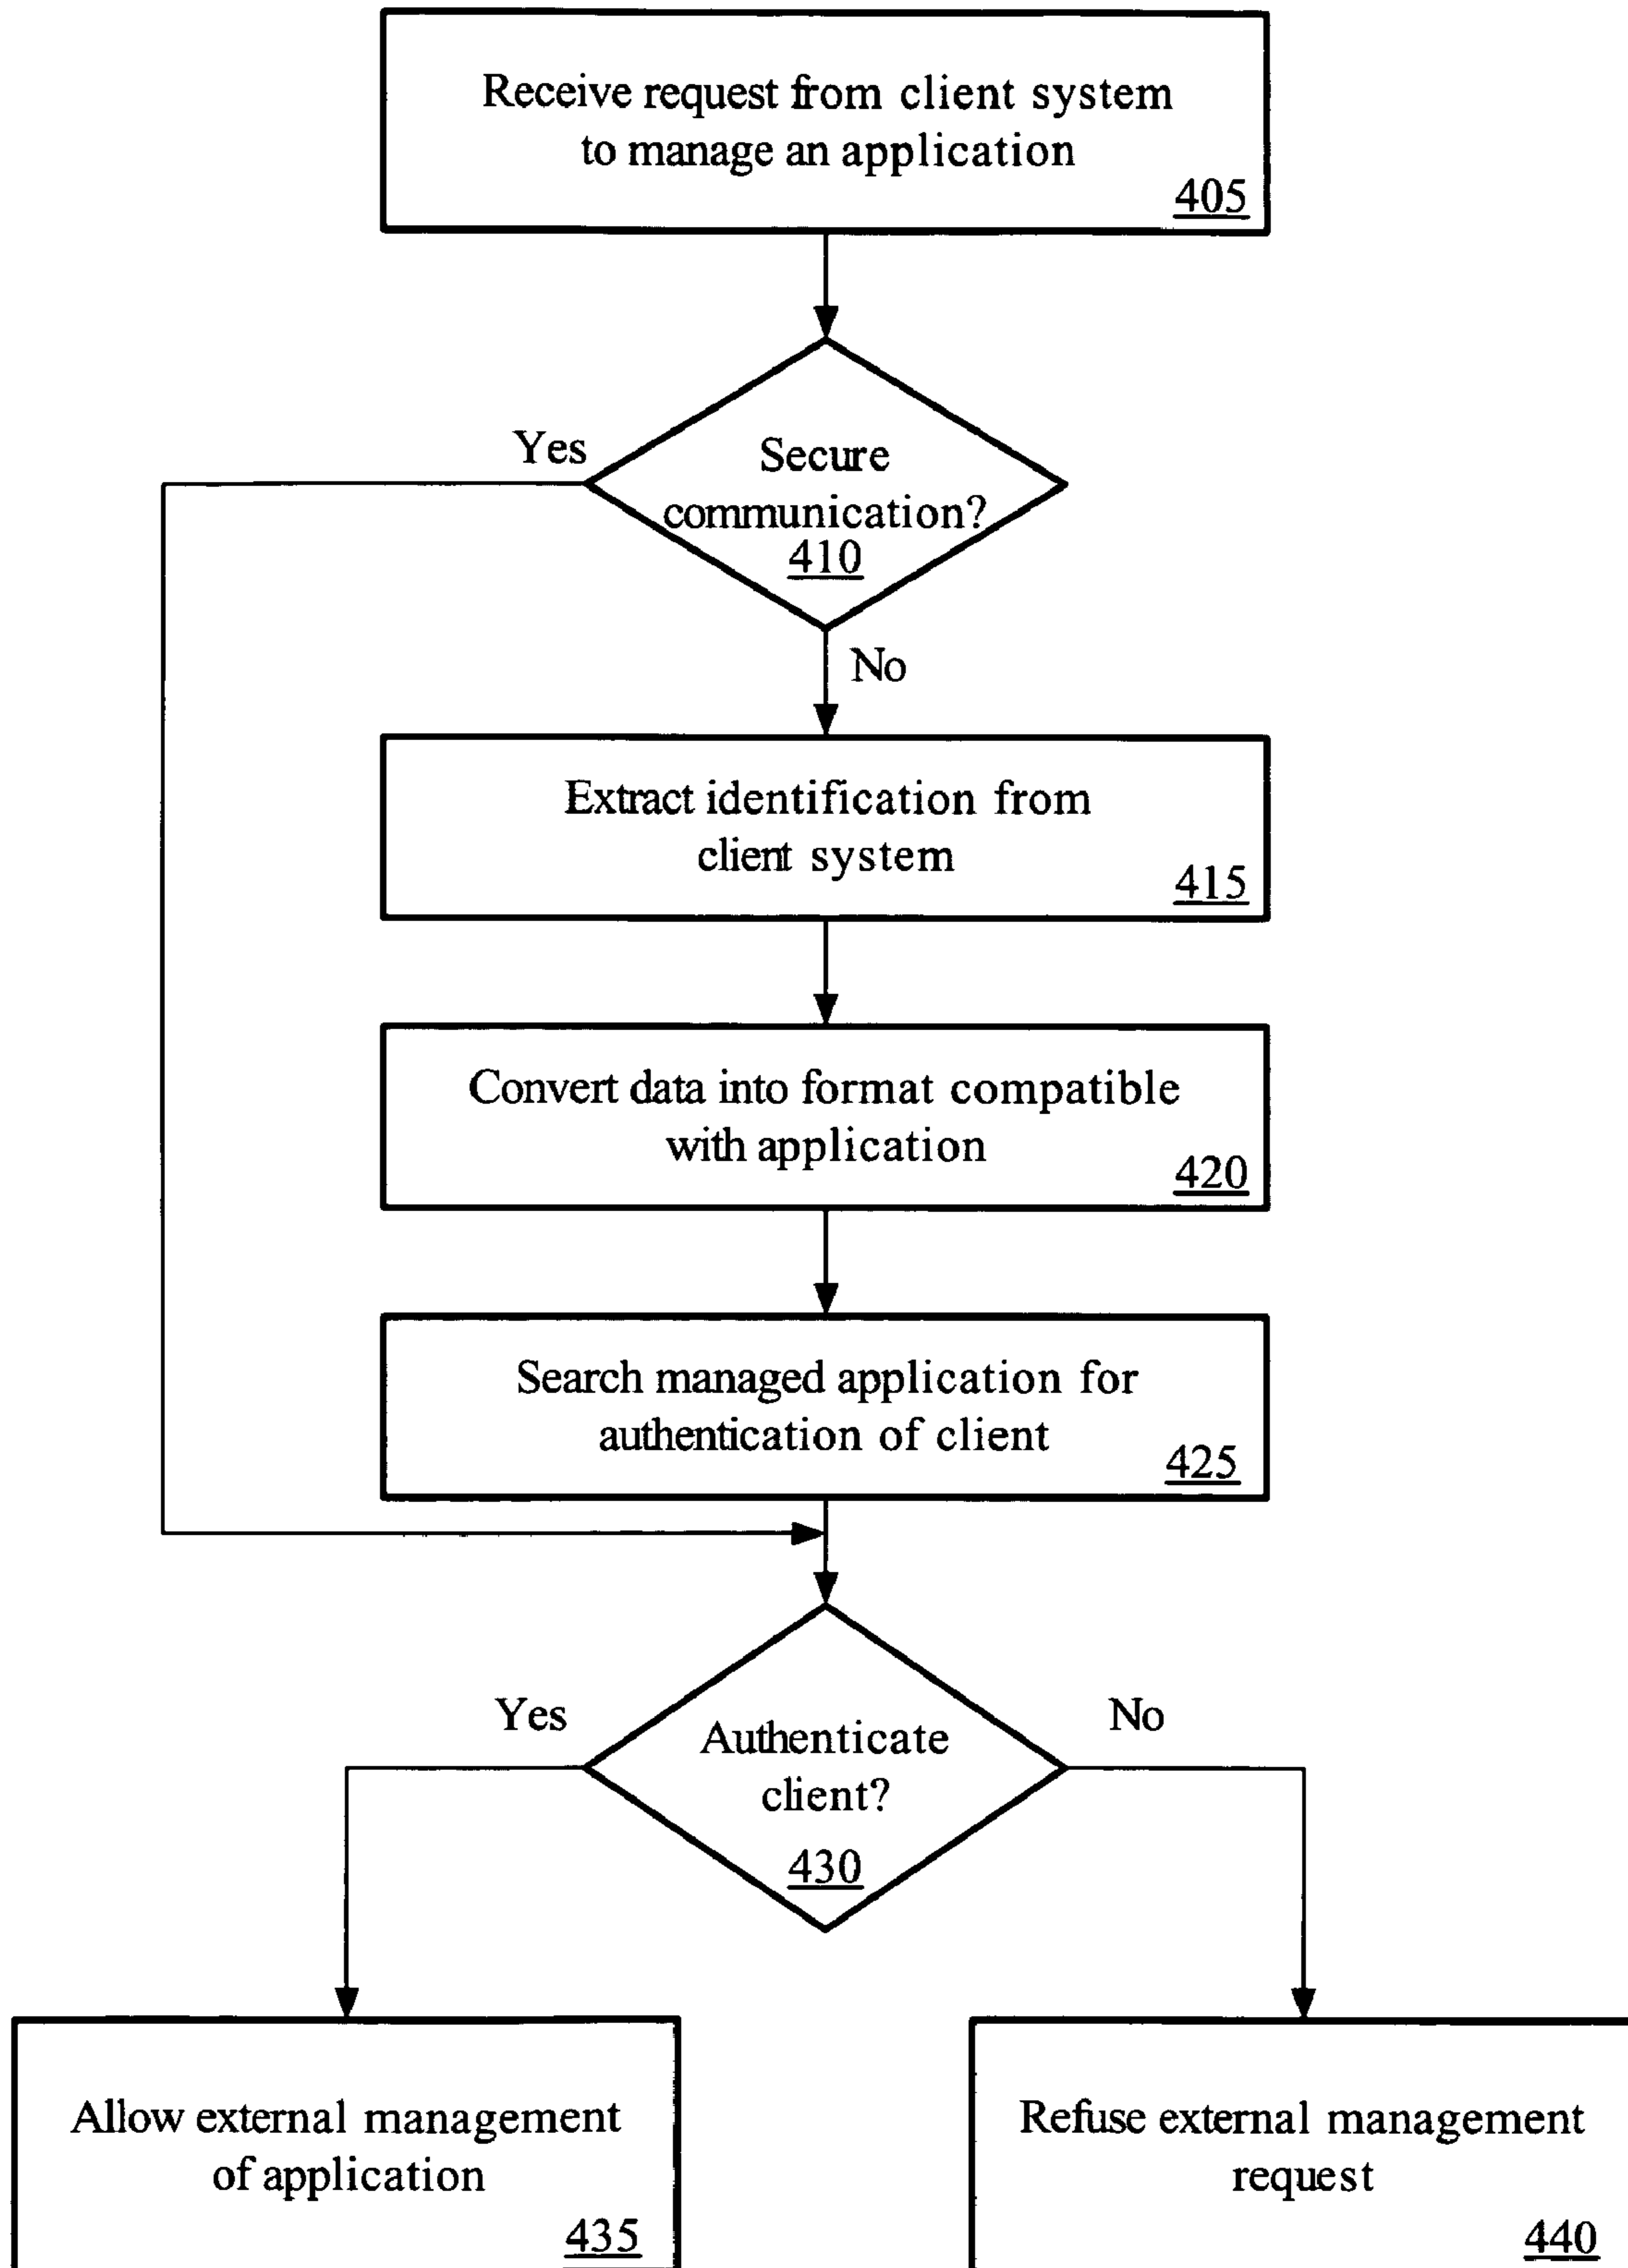 Receive request from client system
to manage an application
405
Yes
Secure
communication?
410
No
Extract identification from
client system
415
Convert data into format compatible
with application
420
Search managed application for
authentication of client
425
Yes
No
Authenticate
client?
430
Allow external management
of application
435
Refuse external management
request
440